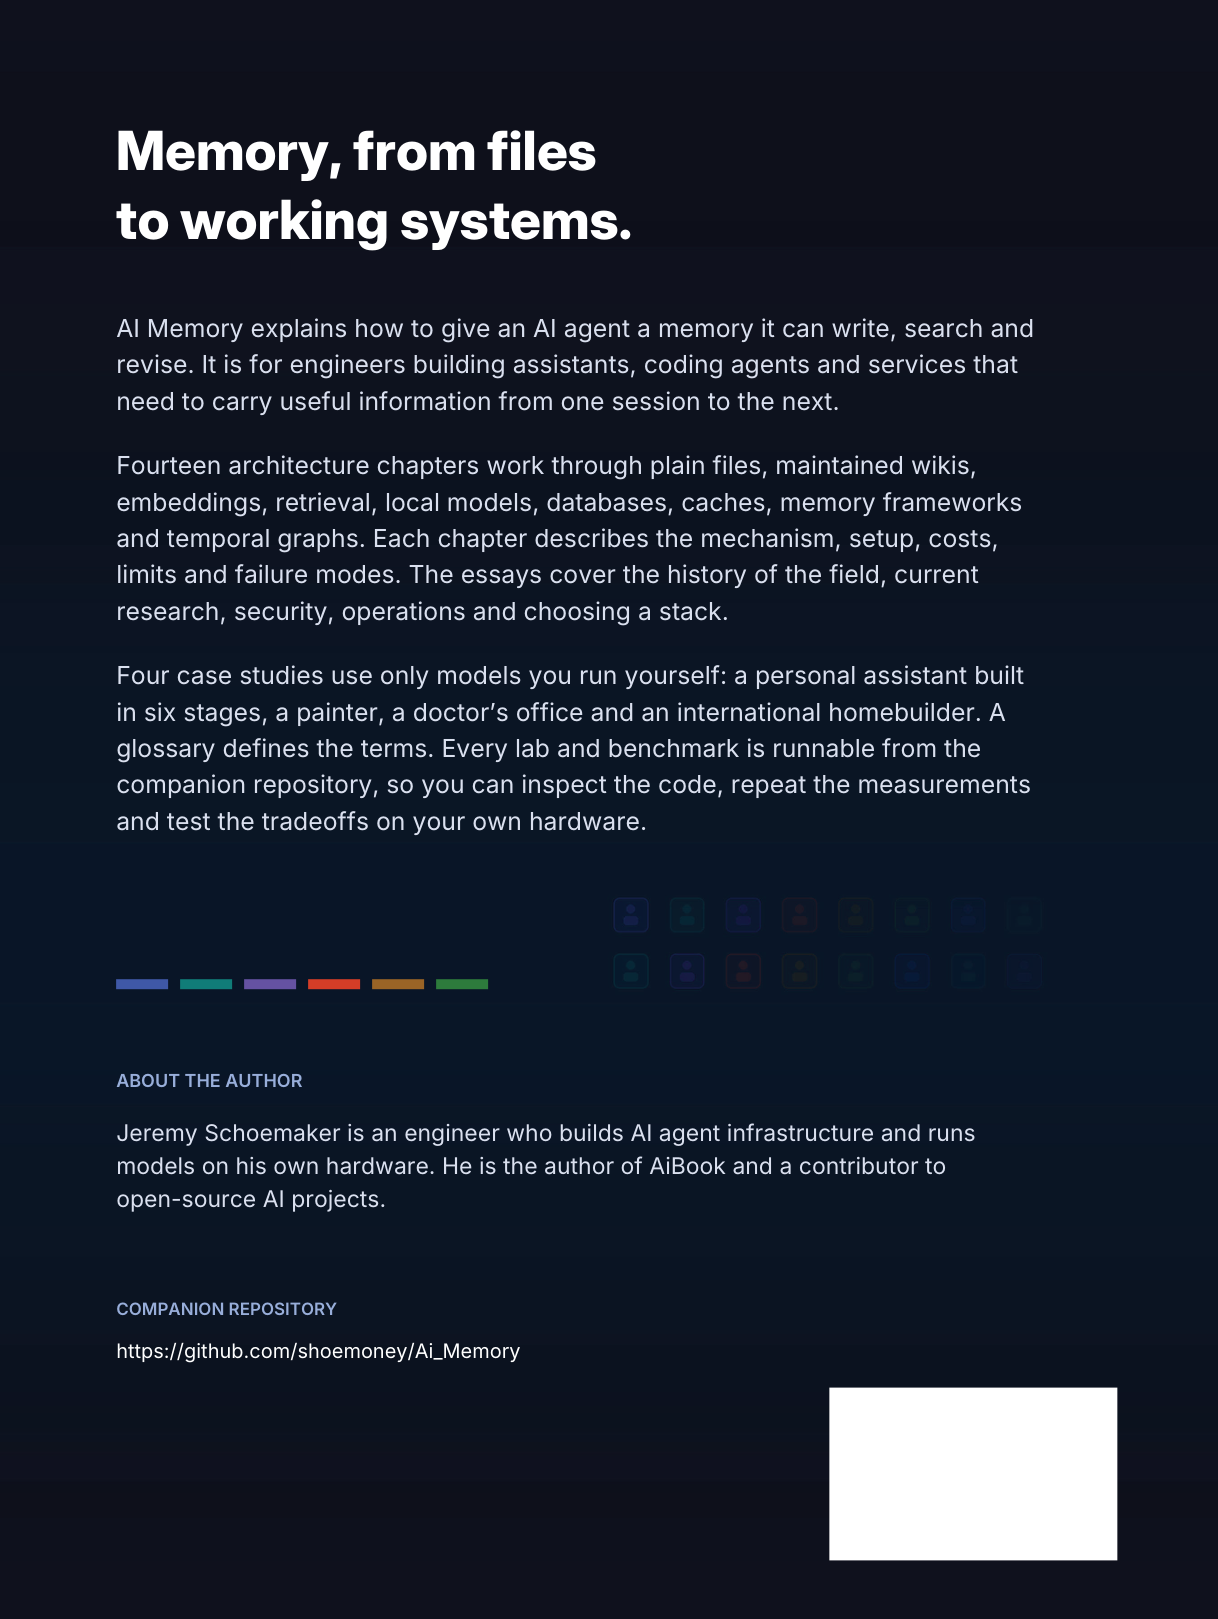 Memory, from files
to working systems.
AI Memory explains how to give an AI agent a memory it can write, search and
revise. It is for engineers building assistants, coding agents and services that
need to carry useful information from one session to the next.
Fourteen architecture chapters work through plain files, maintained wikis,
embeddings, retrieval, local models, databases, caches, memory frameworks
and temporal graphs. Each chapter describes the mechanism, setup, costs,
limits and failure modes. The essays cover the history of the field, current
research, security, operations and choosing a stack.
Four case studies use only models you run yourself: a personal assistant built
in six stages, a painter, a doctor’s office and an international homebuilder. A
glossary defines the terms. Every lab and benchmark is runnable from the
companion repository, so you can inspect the code, repeat the measurements
and test the tradeoffs on your own hardware.
ABOUT THE AUTHOR
Jeremy Schoemaker is an engineer who builds AI agent infrastructure and runs
models on his own hardware. He is the author of AiBook and a contributor to
open-source AI projects.
COMPANION REPOSITORY
https://github.com/shoemoney/Ai_Memory